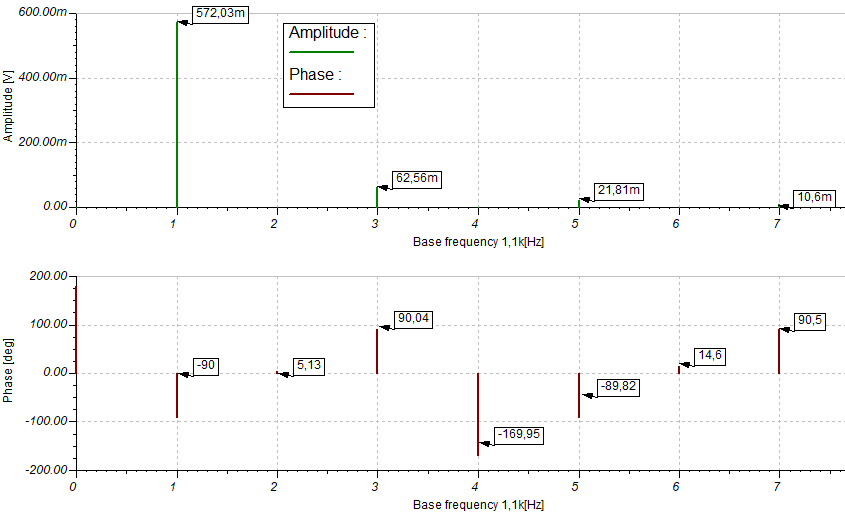 600.00m
572,03m
Amplitude :
Phase :
400.00m
Amplitude [V]
200.00m
62,56m
21,81m
10,6m
0.00
0 1 2 3 4 5 6 7
Base frequency 1,1k[Hz]
200.00
90,04
90,5
100.00
Phase [deg]
-90
5,13
14,6
0.00
-89,82
-100.00
-169,95
-200.00
0 1 2 3 4 5 6 7
Base frequency 1,1k[Hz]